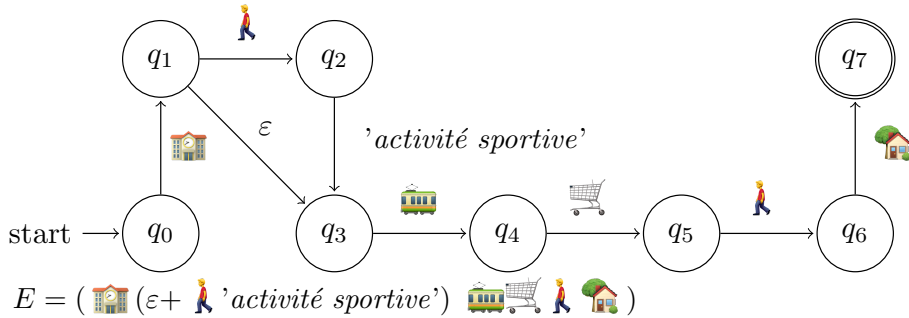 q1 q2 q7
ε
'activité sportive'
start q0 q3 q4 q5 q6
E = ( 🏫 (ε+ 🚶 'activité sportive') 🚋🛒🚶🏡 )